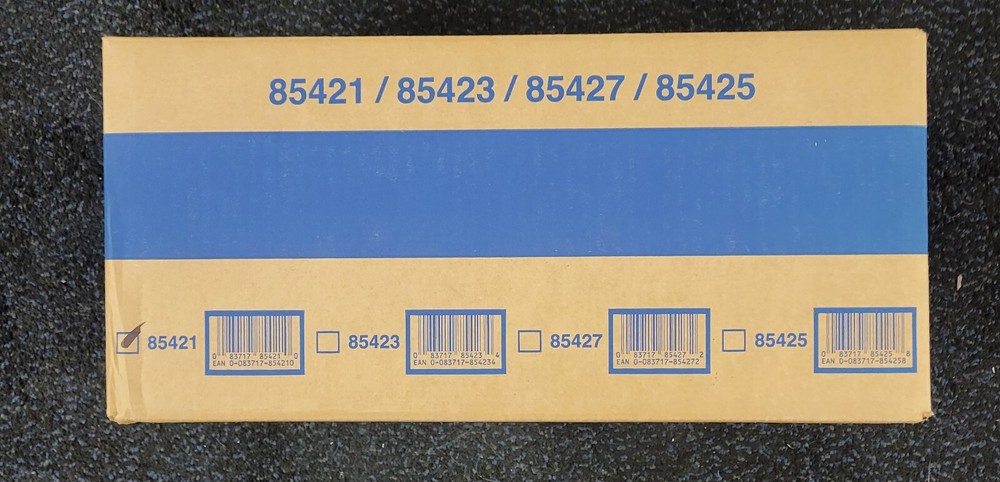 85421 / 85423 / 85427 / 85425
85421
0 83717 85421 0
EAN 0-083717-854210
85423
0 83717 85423 4
EAN 0-083717-854234
85427
0 83717 85427 2
EAN 0-083717-854272
85425
0 83717 85425 8
EAN 0-083717-854258